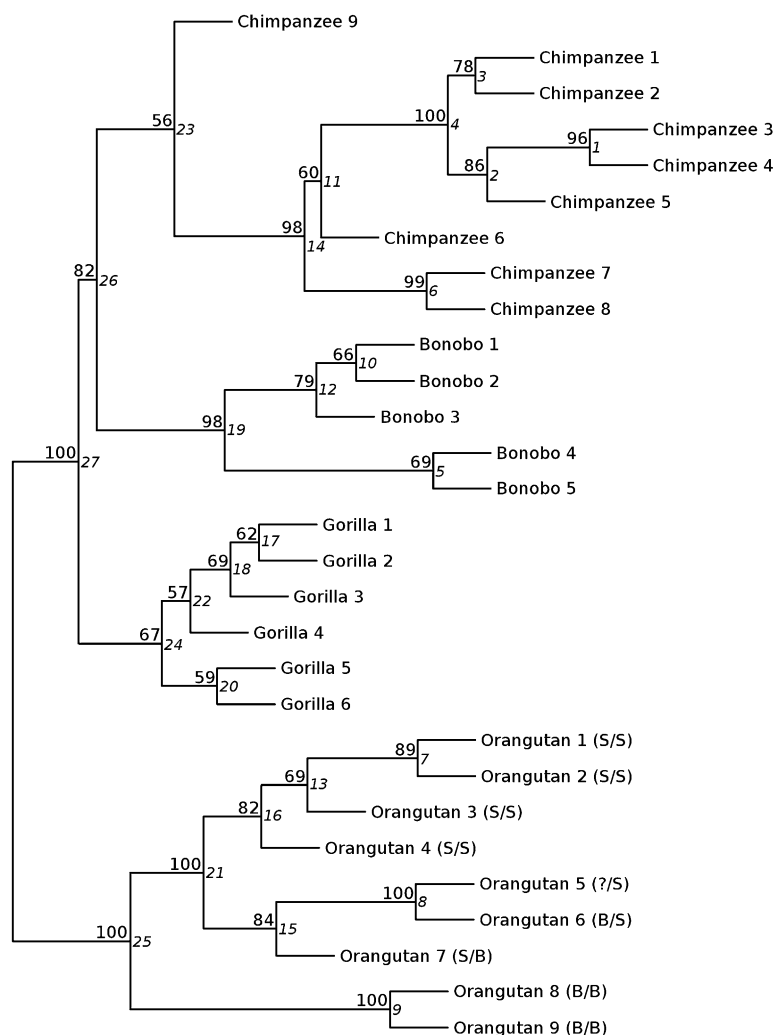 Chimpanzee 9
Chimpanzee 1
78
3
Chimpanzee 2
56
23
100
4
Chimpanzee 3
96
1
Chimpanzee 4
86
2
60
11
Chimpanzee 5
98
14
Chimpanzee 6
82
26
Chimpanzee 7
99
6
Chimpanzee 8
Bonobo 1
66
10
Bonobo 2
79
12
Bonobo 3
98
19
Bonobo 4
100
27
69
5
Bonobo 5
Gorilla 1
62
17
Gorilla 2
69
18
Gorilla 3
57
22
Gorilla 4
67
24
Gorilla 5
59
20
Gorilla 6
Orangutan 1 (S/S)
89
7
Orangutan 2 (S/S)
69
13
Orangutan 3 (S/S)
82
16
Orangutan 4 (S/S)
100
21
Orangutan 5 (?/S)
100
8
Orangutan 6 (B/S)
84
15
100
25
Orangutan 7 (S/B)
Orangutan 8 (B/B)
100
9
Orangutan 9 (B/B)